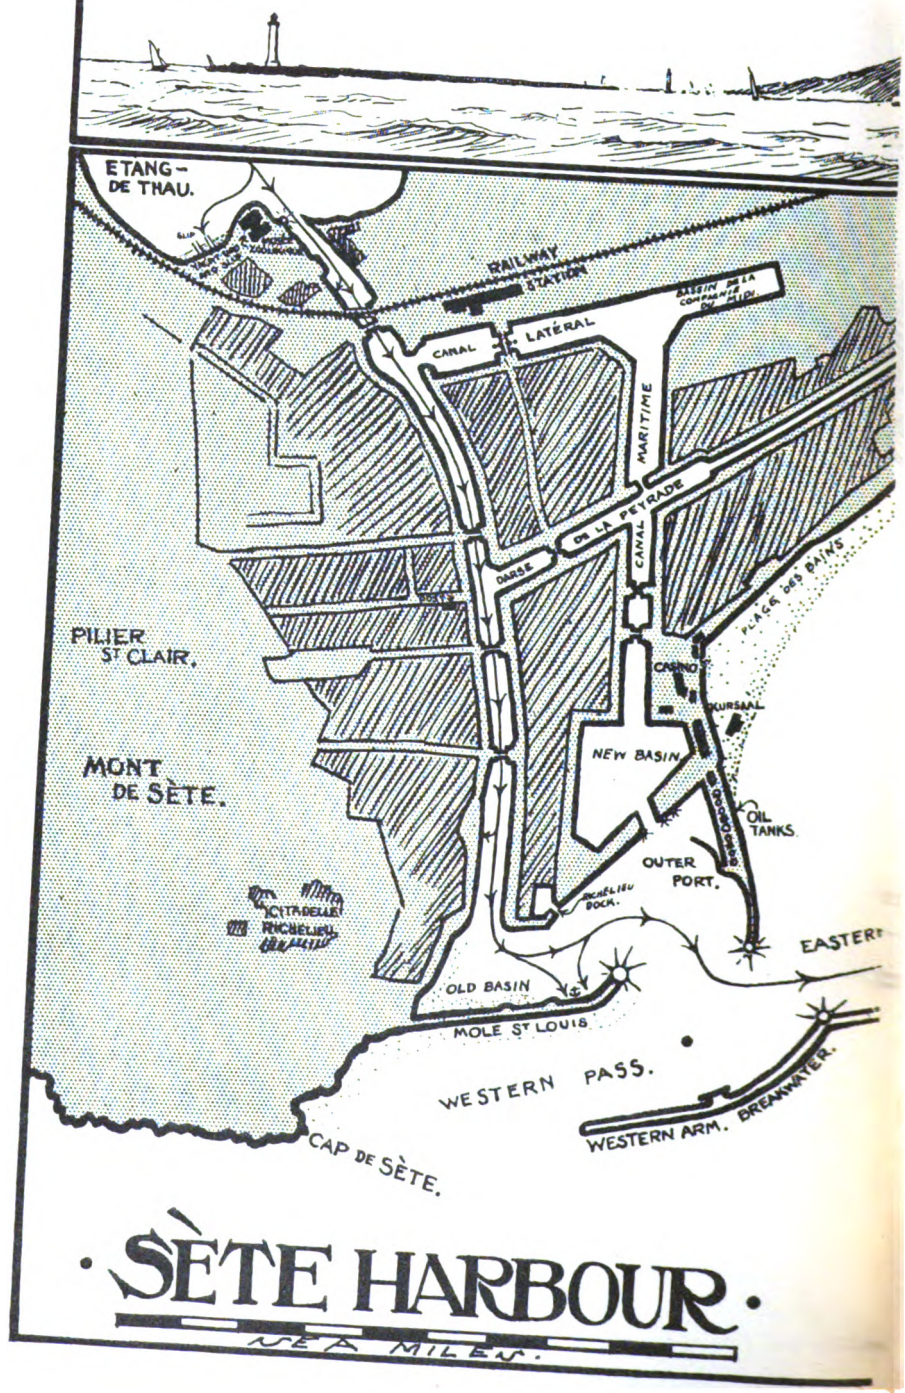 ETANG-
DE THAU.
SLIP
RAILWAY
STATION
BASSIN DE LA
COMPAGNIE
DU MIDI
CANAL
LATÉRAL
CANAL
MARITIME
DARSE
DE LA PEYRADE
PLAGE DES BAINS
PILIER
ST CLAIR.
CASINO
KURSAAL
NEW BASIN
MONT
DE SÈTE.
OIL
TANKS.
OUTER
PORT.
RICHELIEU
DOCK.
CITADELLE
RICHELIEU
EASTER
OLD BASIN
MOLE ST LOUIS
WESTERN PASS.
WESTERN ARM. BREAKWATER.
CAP DE SÈTE.
SÈTE HARBOUR.
SEA MILES.